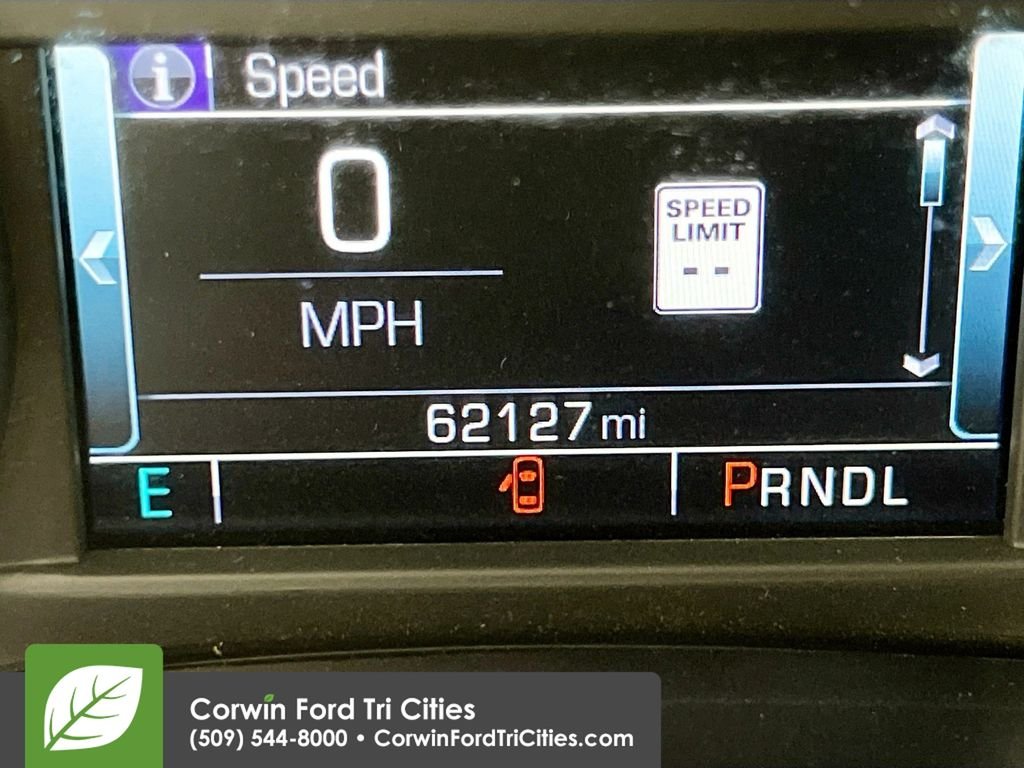 i Speed
0
MPH
SPEED
LIMIT
--
62127 mi
E
PRNDL
Corwin Ford Tri Cities
(509) 544-8000 • CorwinFordTriCities.com